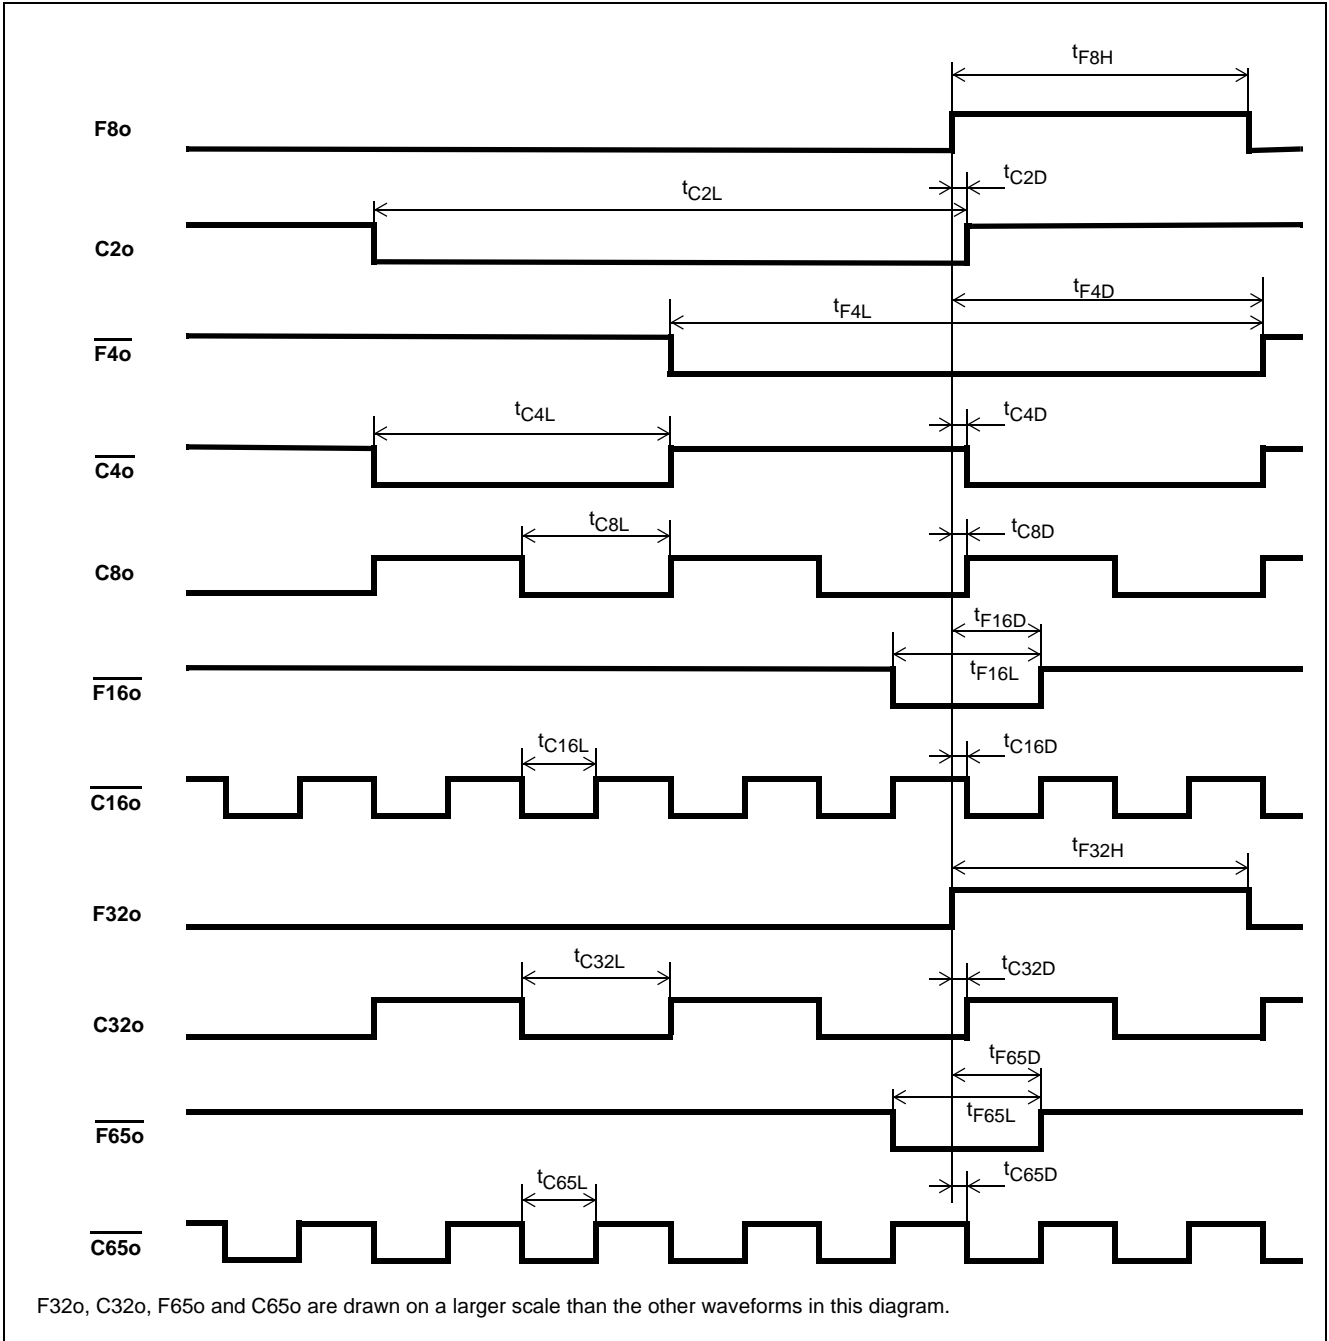 tF8H
F8o
tC2D
tC2L
C2o
tF4D
tF4L
F4o
tC4L
tC4D
C4o
tC8L
tC8D
C8o
tF16D
tF16L
F16o
tC16L
tC16D
C16o
tF32H
F32o
tC32L
tC32D
C32o
tF65D
tF65L
F65o
tC65L
tC65D
C65o
F32o, C32o, F65o and C65o are drawn on a larger scale than the other waveforms in this diagram.